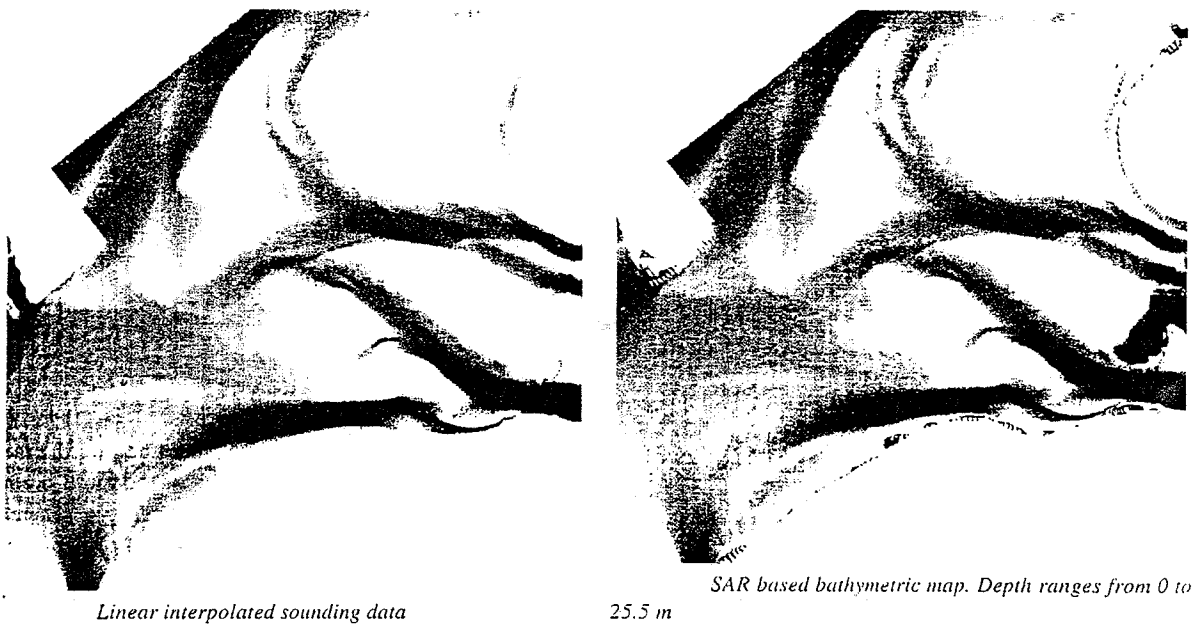 Linear interpolated sounding data
SAR based bathymetric map. Depth ranges from 0 to
25.5 m